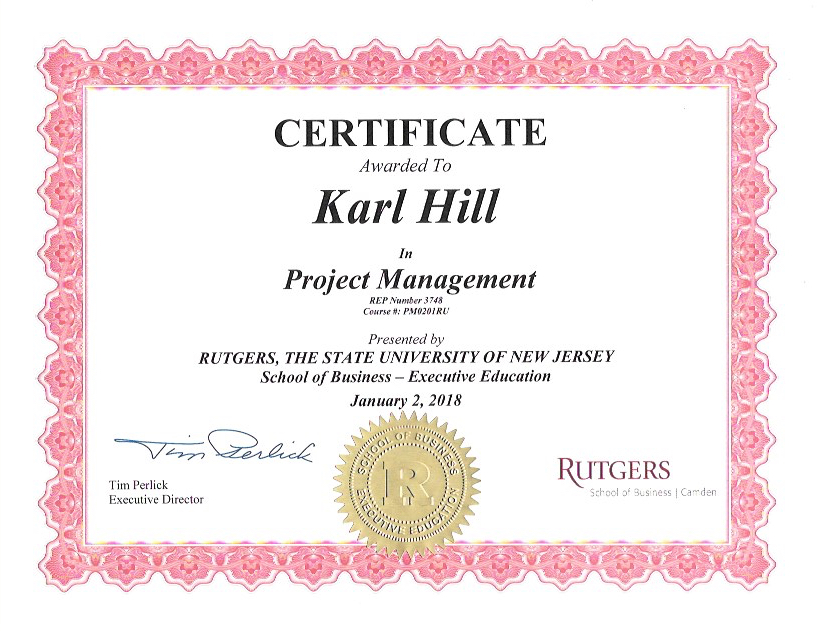 CERTIFICATE
Awarded To
Karl Hill
In
Project Management
REP Number 3748
Course #: PM0201RU
Presented by
RUTGERS, THE STATE UNIVERSITY OF NEW JERSEY
School of Business – Executive Education
January 2, 2018
Tim Perlick
Tim Perlick
Executive Director
SCHOOL OF BUSINESS
R
EXECUTIVE EDUCATION
RUTGERS
School of Business | Camden